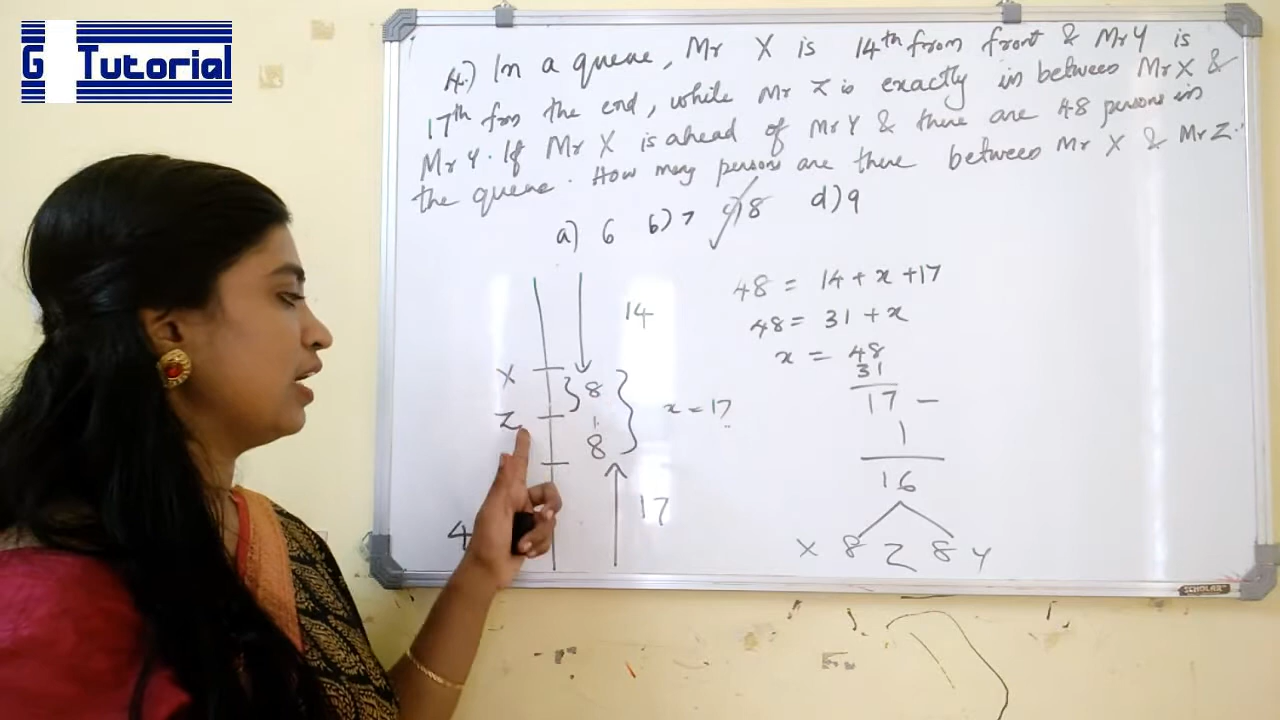 G Tutorial
4.) In a queue, Mr X is 14th from front & Mr Y is
17th from the end, while Mr Z is exactly in between Mr X &
Mr Y. If Mr X is ahead of Mr Y & there are 48 persons in
the queue. How many persons are there between Mr X & Mr Z.
a) 6 b) 7 c) 8 d) 9
14
48 = 14 + x + 17
48 = 31 + x
x = 48
31
17 -
1
16
X 8 Z 8 Y
X
8
Z
8
x = 17
17
4
SCHOLAR